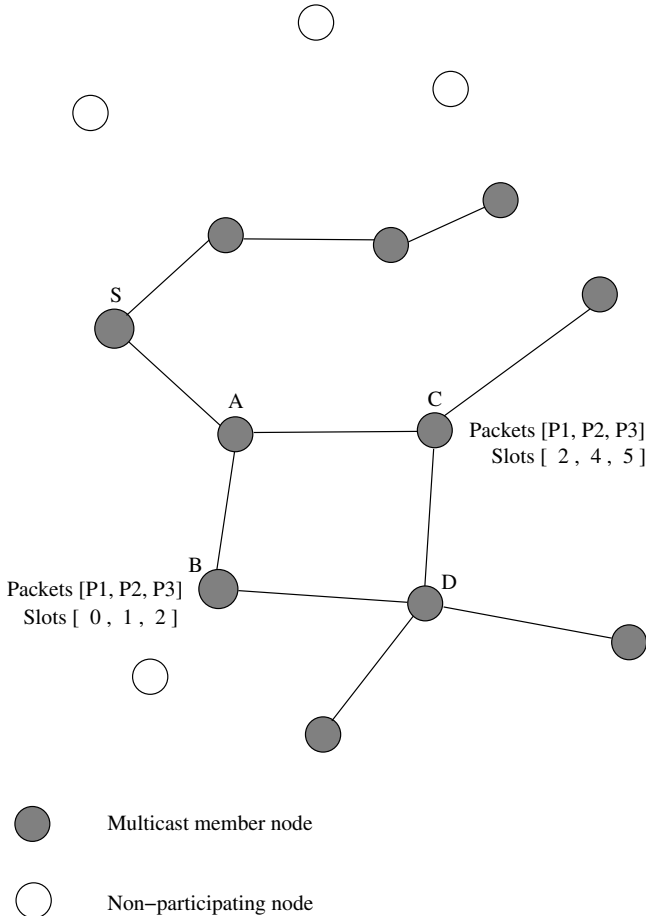 S
A
C
Packets [P1, P2, P3]
Slots [ 2 , 4 , 5 ]
B
D
Packets [P1, P2, P3]
Slots [ 0 , 1 , 2 ]
Multicast member node
Non−participating node